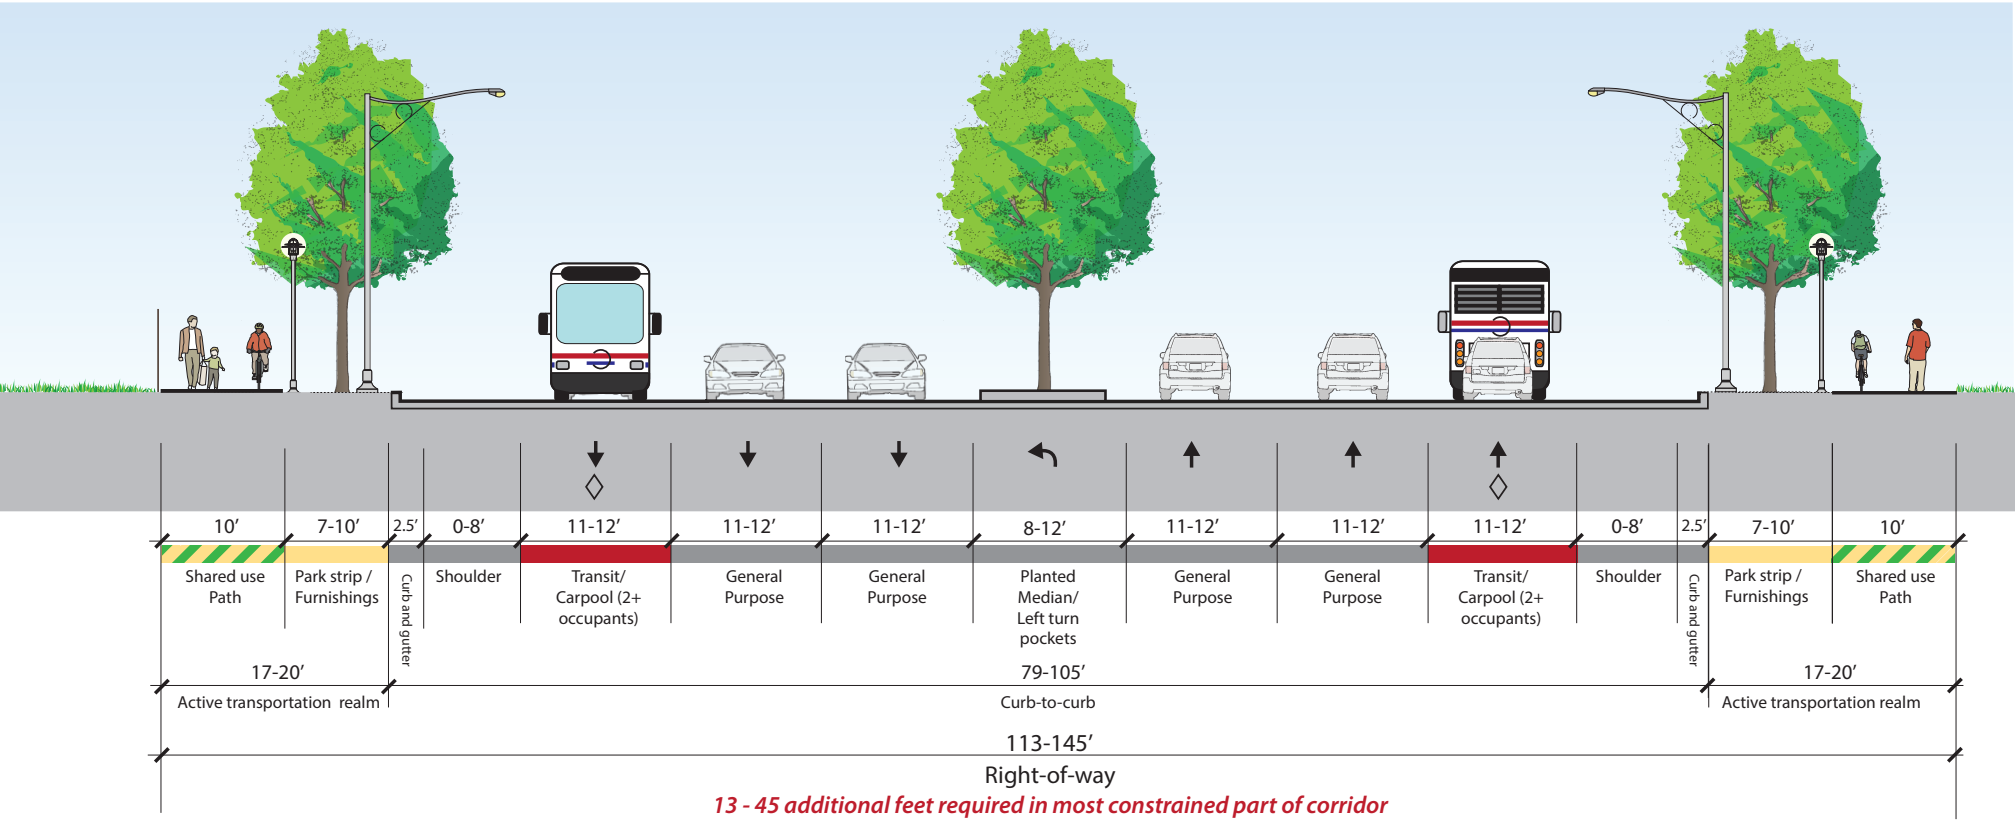 10’ 7-10’ 2.5’ 0-8’ 11-12’ 11-12’ 11-12’ 8-12’ 11-12’ 11-12’ 11-12’ 0-8’ 2.5’ 7-10’ 10’
Shared use
Path
Park strip /
Furnishings
Curb and gutter
Shoulder
Transit/
Carpool (2+
occupants)
General
Purpose
General
Purpose
Planted
Median/
Left turn
pockets
General
Purpose
General
Purpose
Transit/
Carpool (2+
occupants)
Shoulder
Curb and gutter
Park strip /
Furnishings
Shared use
Path
17-20’ 79-105’ 17-20’
Active transportation realm Curb-to-curb Active transportation realm
113-145’
Right-of-way
13 - 45 additional feet required in most constrained part of corridor